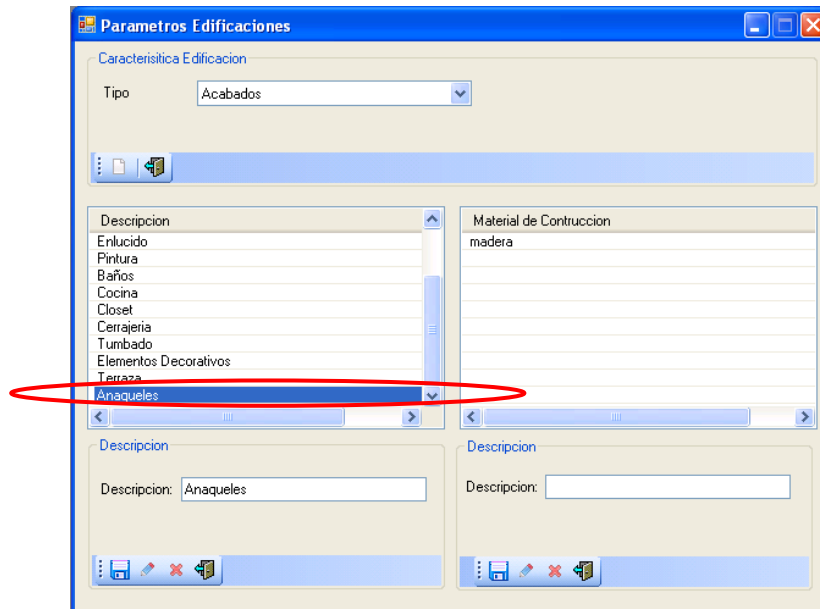 Parametros Edificaciones
Caracterisitica Edificacion
Tipo
Acabados
Descripcion
Enlucido
Pintura
Baños
Cocina
Closet
Cerrajeria
Tumbado
Elementos Decorativos
Terraza
Anaqueles
Material de Contruccion
madera
Descripcion
Descripcion: Anaqueles
Descripcion
Descripcion: